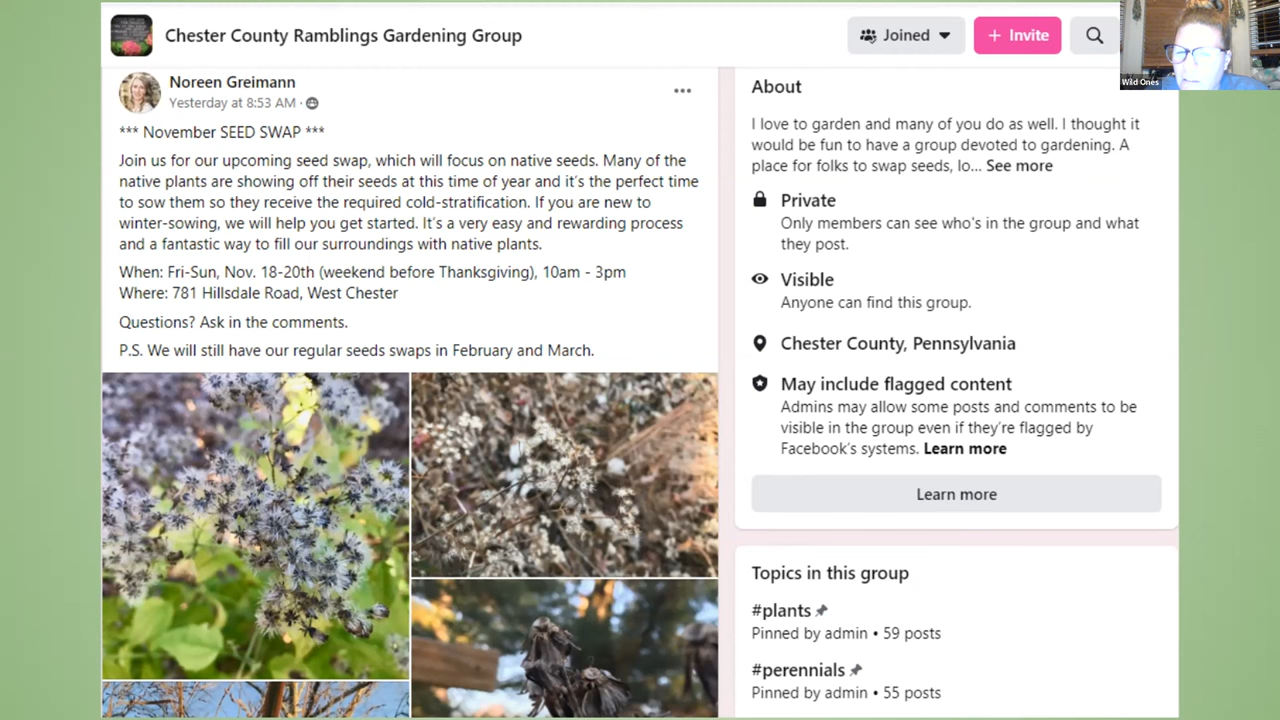 Chester County Ramblings Gardening Group
Joined
+ Invite
Wild Ones
Noreen Greimann
Yesterday at 8:53 AM ·
*** November SEED SWAP ***
Join us for our upcoming seed swap, which will focus on native seeds. Many of the
native plants are showing off their seeds at this time of year and it's the perfect time
to sow them so they receive the required cold-stratification. If you are new to
winter-sowing, we will help you get started. It's a very easy and rewarding process
and a fantastic way to fill our surroundings with native plants.
When: Fri-Sun, Nov. 18-20th (weekend before Thanksgiving), 10am - 3pm
Where: 781 Hillsdale Road, West Chester
Questions? Ask in the comments.
P.S. We will still have our regular seeds swaps in February and March.
About
I love to garden and many of you do as well. I thought it
would be fun to have a group devoted to gardening. A
place for folks to swap seeds, lo... See more
Private
Only members can see who's in the group and what
they post.
Visible
Anyone can find this group.
Chester County, Pennsylvania
May include flagged content
Admins may allow some posts and comments to be
visible in the group even if they're flagged by
Facebook's systems. Learn more
Learn more
Topics in this group
#plants
Pinned by admin • 59 posts
#perennials
Pinned by admin • 55 posts